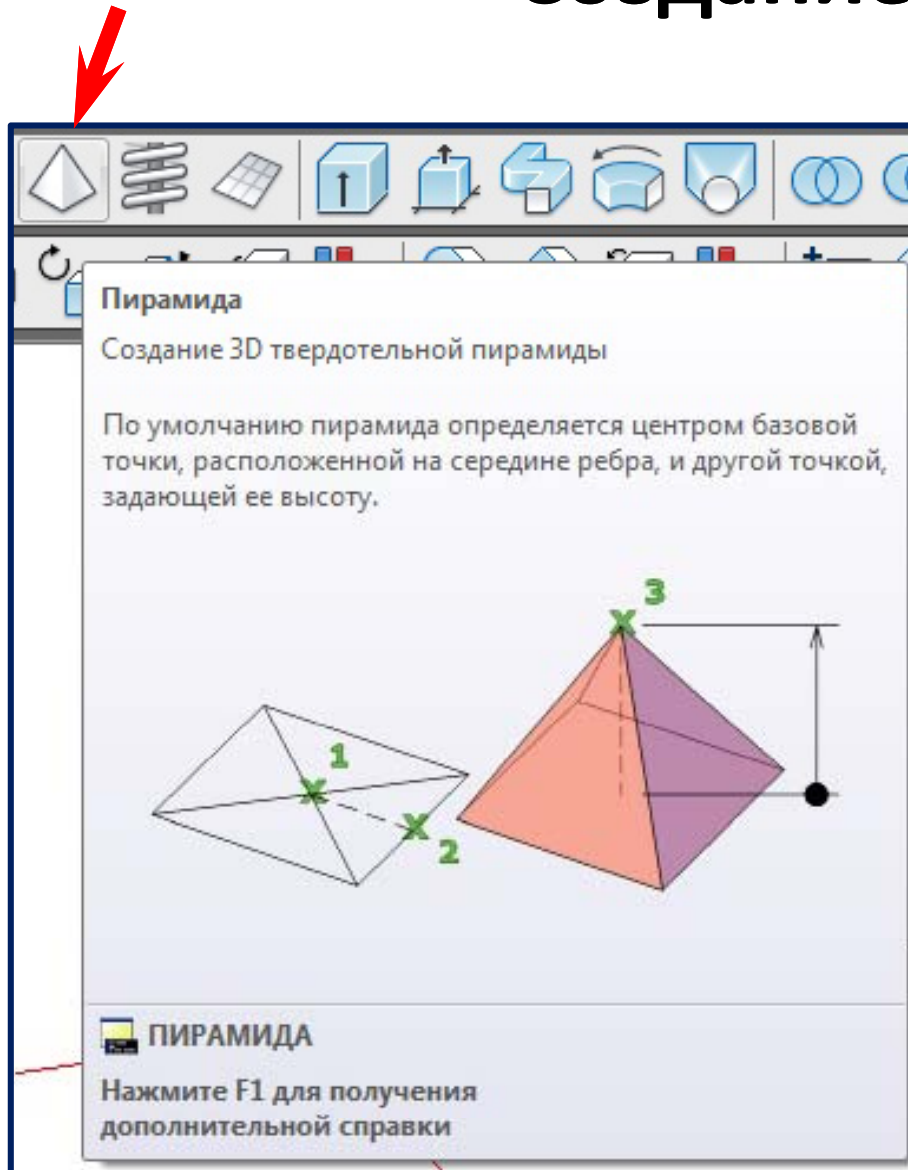 Пирамида
Создание 3D твердотельной пирамиды
По умолчанию пирамида определяется центром базовой
точки, расположенной на середине ребра, и другой точкой,
задающей ее высоту.
3
1
2
ПИРАМИДА
Нажмите F1 для получения
дополнительной справки